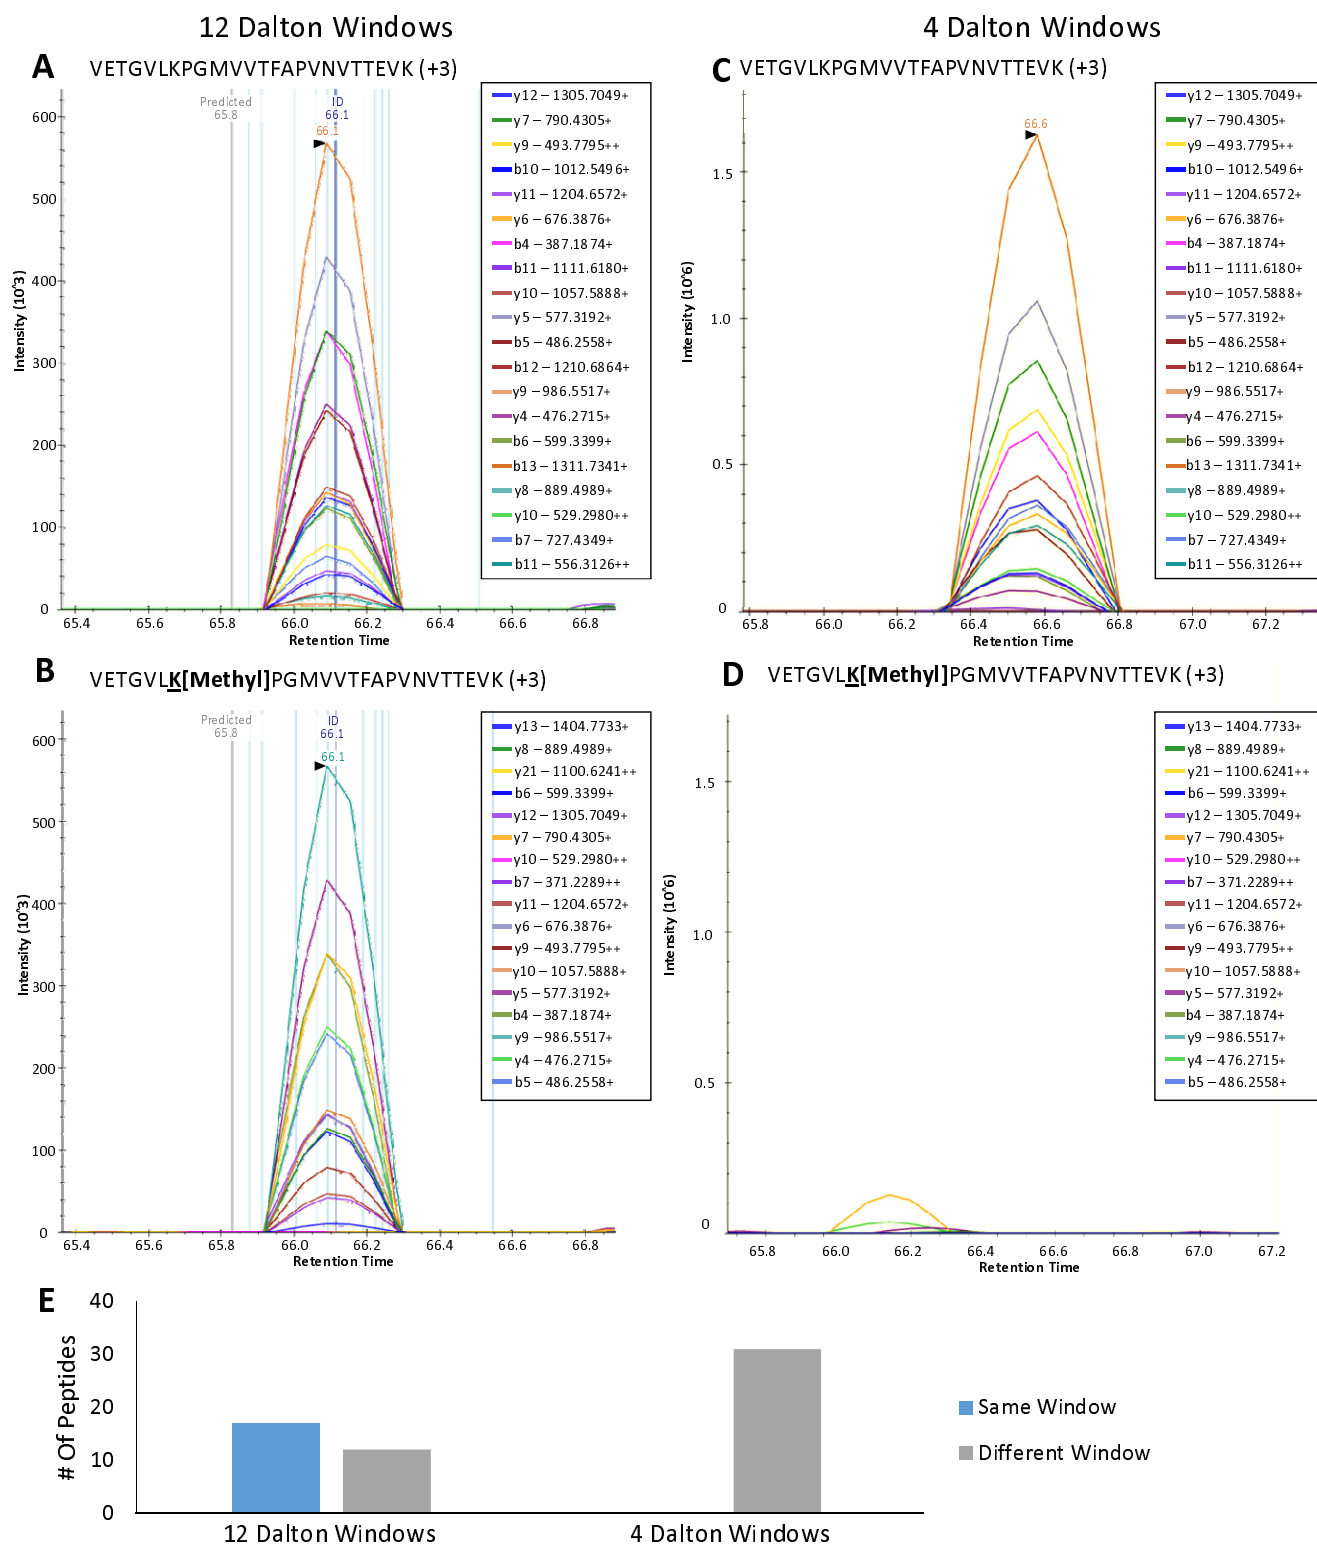 12 Dalton Windows
4 Dalton Windows
A
VETGVLKPGMVVTFAPVNVTTEVK (+3)
Predicted
65.8
ID
66.1
66.1
600
500
400
300
200
100
0
Intensity (10^3)
65.4 65.6 65.8 66.0 66.2 66.4 66.6 66.8
Retention Time
y12 – 1305.7049+
y7 – 790.4305+
y9 – 493.7795++
b10 – 1012.5496+
y11 – 1204.6572+
y6 – 676.3876+
b4 – 387.1874+
b11 – 1111.6180+
y10 – 1057.5888+
y5 – 577.3192+
b5 – 486.2558+
b12 – 1210.6864+
y9 – 986.5517+
y4 – 476.2715+
b6 – 599.3399+
b13 – 1311.7341+
y8 – 889.4989+
y10 – 529.2980++
b7 – 727.4349+
b11 – 556.3126++
C
VETGVLKPGMVVTFAPVNVTTEVK (+3)
66.6
1.5
1.0
0.5
0
Intensity (10^6)
65.8 66.0 66.2 66.4 66.6 66.8 67.0 67.2
Retention Time
y12 – 1305.7049+
y7 – 790.4305+
y9 – 493.7795++
b10 – 1012.5496+
y11 – 1204.6572+
y6 – 676.3876+
b4 – 387.1874+
b11 – 1111.6180+
y10 – 1057.5888+
y5 – 577.3192+
b5 – 486.2558+
b12 – 1210.6864+
y9 – 986.5517+
y4 – 476.2715+
b6 – 599.3399+
b13 – 1311.7341+
y8 – 889.4989+
y10 – 529.2980++
b7 – 727.4349+
b11 – 556.3126++
B
VETGVLK[Methyl]PGMVVTFAPVNVTTEVK (+3)
Predicted
65.8
ID
66.1
66.1
600
500
400
300
200
100
0
Intensity (10^3)
65.4 65.6 65.8 66.0 66.2 66.4 66.6 66.8
Retention Time
y13 – 1404.7733+
y8 – 889.4989+
y21 – 1100.6241++
b6 – 599.3399+
y12 – 1305.7049+
y7 – 790.4305+
y10 – 529.2980++
b7 – 371.2289++
y11 – 1204.6572+
y6 – 676.3876+
y9 – 493.7795++
y10 – 1057.5888+
y5 – 577.3192+
b4 – 387.1874+
y9 – 986.5517+
y4 – 476.2715+
b5 – 486.2558+
D
VETGVLK[Methyl]PGMVVTFAPVNVTTEVK (+3)
1.5
1.0
0.5
0
Intensity (10^6)
65.8 66.0 66.2 66.4 66.6 66.8 67.0 67.2
Retention Time
y13 – 1404.7733+
y8 – 889.4989+
y21 – 1100.6241++
b6 – 599.3399+
y12 – 1305.7049+
y7 – 790.4305+
y10 – 529.2980++
b7 – 371.2289++
y11 – 1204.6572+
y6 – 676.3876+
y9 – 493.7795++
y10 – 1057.5888+
y5 – 577.3192+
b4 – 387.1874+
y9 – 986.5517+
y4 – 476.2715+
b5 – 486.2558+
E
40
30
20
10
0
# Of Peptides
12 Dalton Windows
4 Dalton Windows
Same Window
Different Window